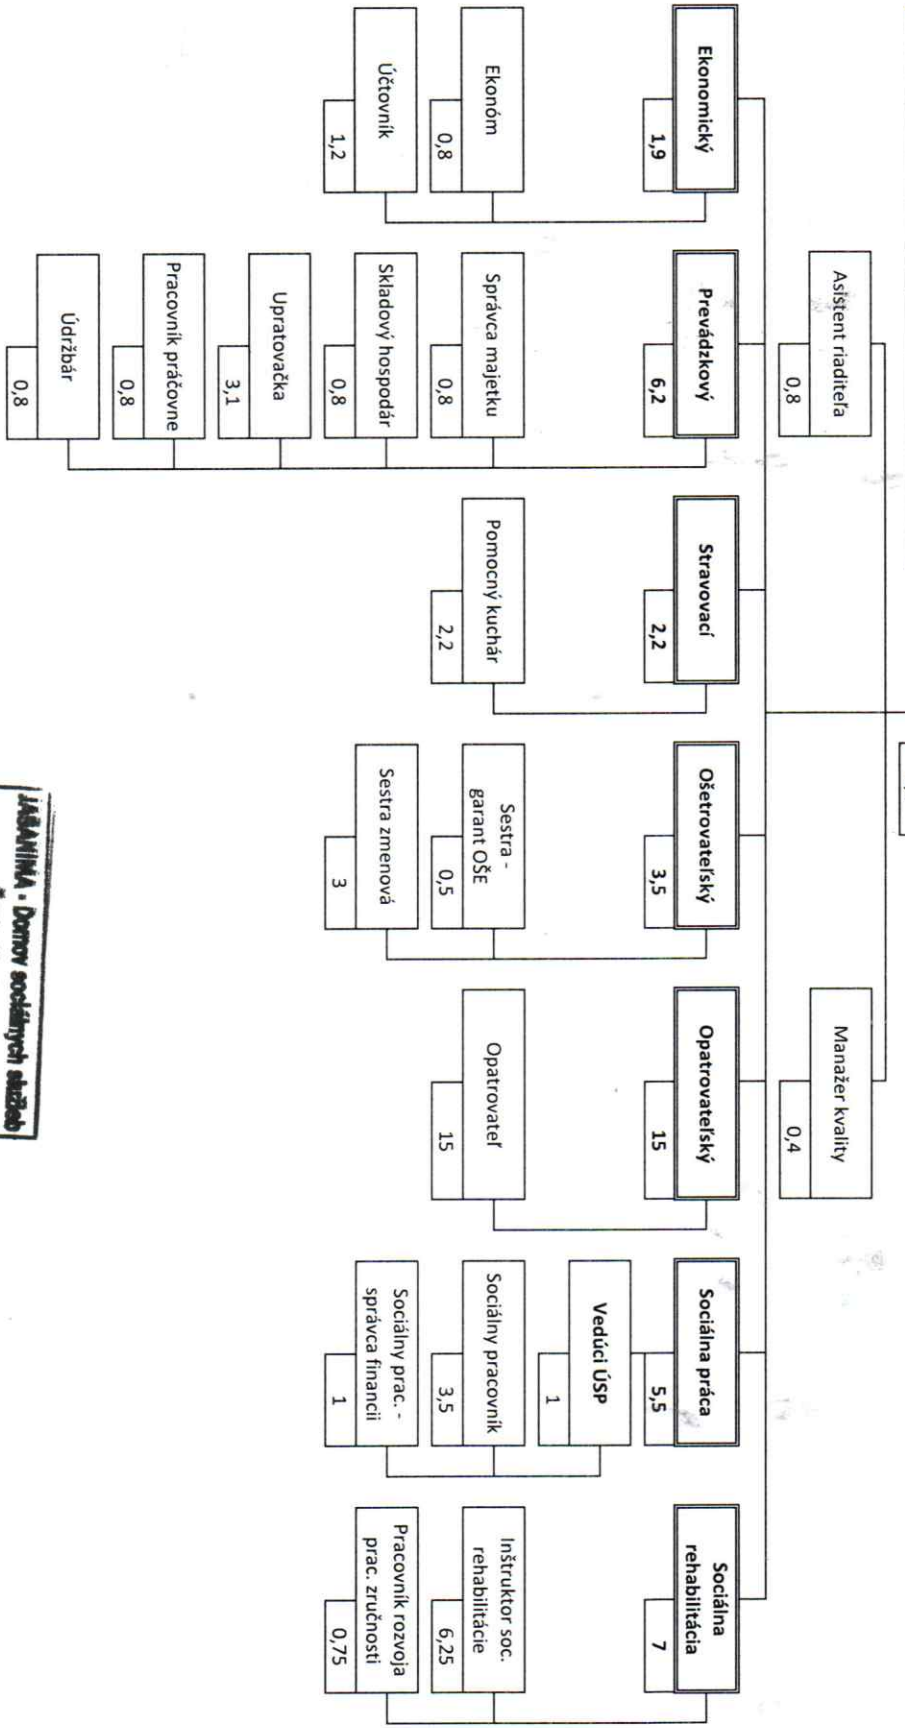 Asistent riaditeľa
0,8
Manažer kvality
0,4
Ekonomický
1,9
Ekonóm
0,8
Účtovník
1,2
Prevádzkový
6,2
Správca majetku
0,8
Skladový hospodár
0,8
Upratovačka
3,1
Pracovník práčovne
0,8
Údržbár
0,8
Stravovací
2,2
Pomocný kuchár
2,2
Ošetrovateľský
3,5
Sestra -
garant OŠE
0,5
Sestra zmenová
3
Opatrovateľský
15
Opatrovateľ
15
Sociálna práca
5,5
Vedúci ÚSP
1
Sociálny pracovník
3,5
Sociálny prac. -
správca financii
1
Sociálna
rehabilitácia
7
Inštruktor soc.
rehabilitácie
6,25
Pracovník rozvoja
prac. zručnosti
0,75
JAŠANIMA - Domov sociálnych služieb